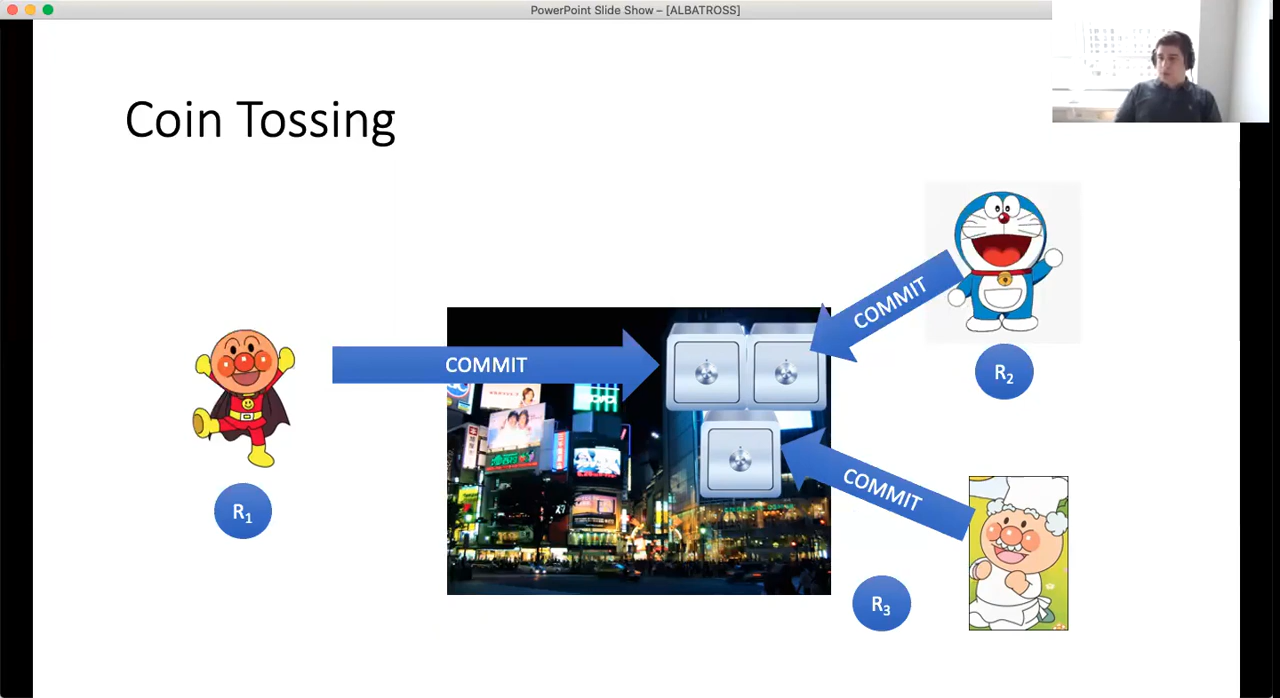 PowerPoint Slide Show – [ALBATROSS]
Coin Tossing
COMMIT
COMMIT
R₂
COMMIT
R₁
R₃